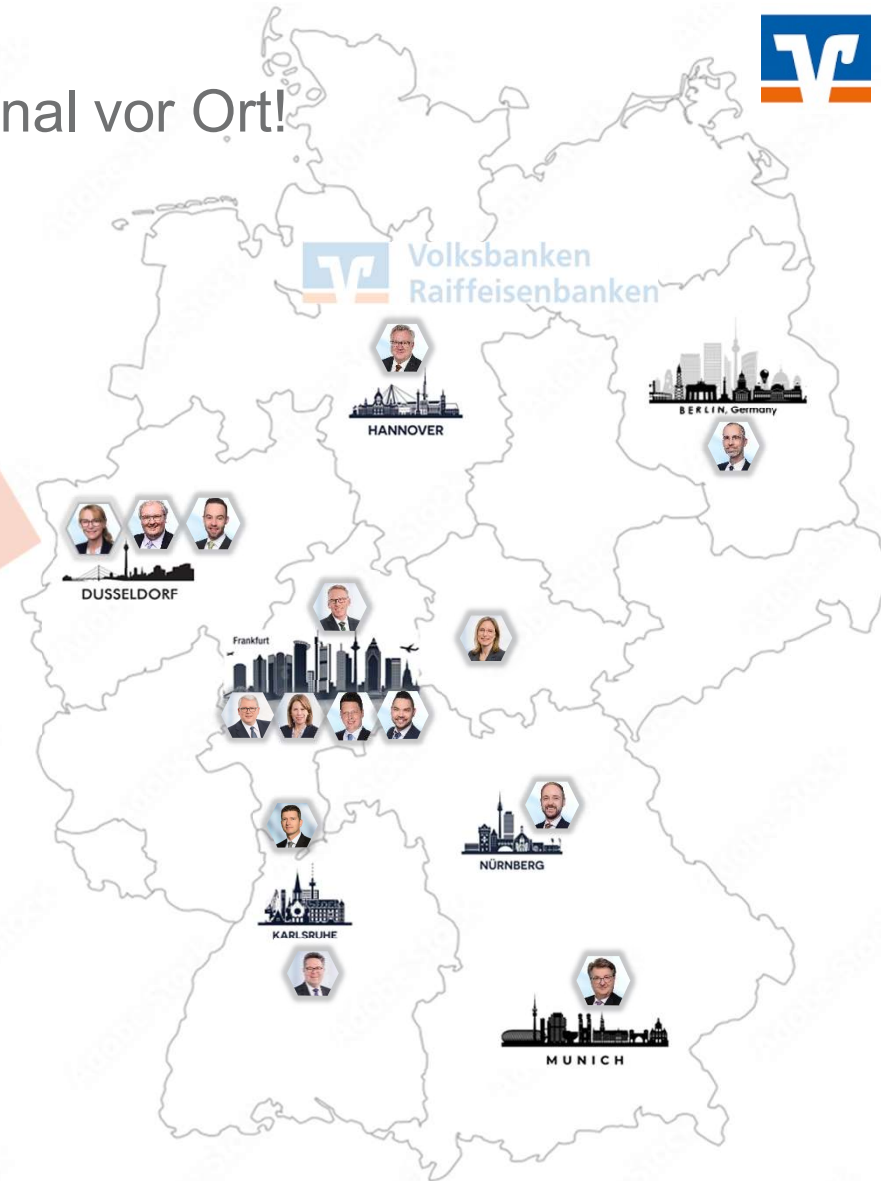 nal vor Ort!
Volksbanken
Raiffeisenbanken
HANNOVER
BERLIN, Germany
DUSSELDORF
Frankfurt
NÜRNBERG
KARLSRUHE
MUNICH